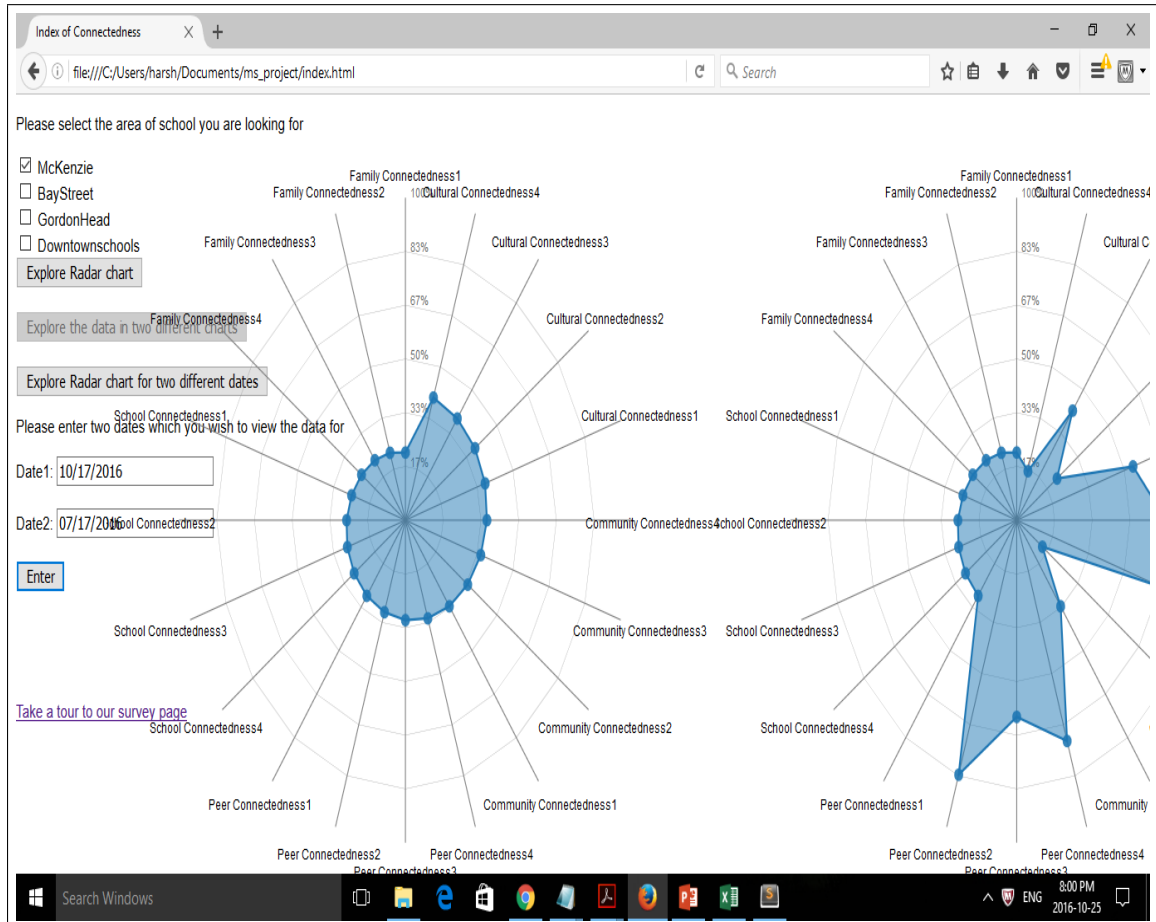 Index of Connectedness
file:///C:/Users/harsh/Documents/ms_project/index.html
Search
Please select the area of school you are looking for
McKenzie
BayStreet
GordonHead
Downtownschools
Explore Radar chart
Explore the data in two different charts
Explore Radar chart for two different dates
Please enter two dates which you wish to view the data for
Date1: 10/17/2016
Date2: 07/17/2016
Enter
Take a tour to our survey page
Family Connectedness1
Family Connectedness2
Family Connectedness3
Family Connectedness4
School Connectedness1
School Connectedness2
School Connectedness3
School Connectedness4
Peer Connectedness1
Peer Connectedness2
Peer Connectedness3
Peer Connectedness4
Community Connectedness1
Community Connectedness2
Community Connectedness3
Community Connectedness4
Cultural Connectedness1
Cultural Connectedness2
Cultural Connectedness3
Cultural Connectedness4
100%
83%
67%
50%
33%
17%
Family Connectedness1
Family Connectedness2
Family Connectedness3
Family Connectedness4
School Connectedness1
School Connectedness2
School Connectedness3
School Connectedness4
Peer Connectedness1
Peer Connectedness2
Peer Connectedness3
Peer Connectedness4
Community
Cultural C
Cultural Connectedness4
100%
83%
67%
50%
33%
17%
Search Windows
ENG
8:00 PM
2016-10-25